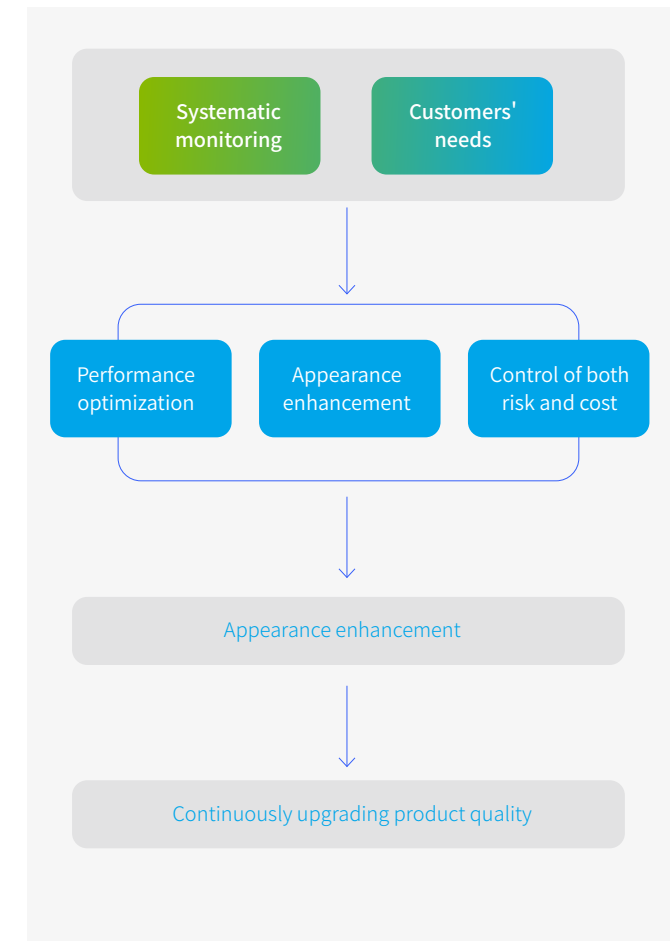 Systematic
monitoring
Customers'
needs
Performance
optimization
Appearance
enhancement
Control of both
risk and cost
Appearance enhancement
Continuously upgrading product quality